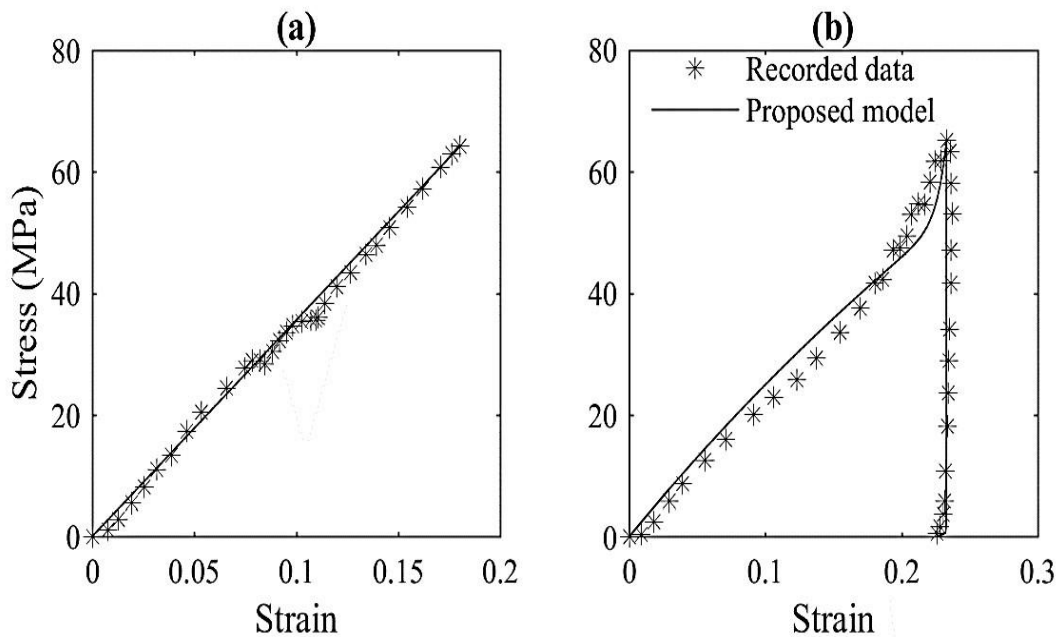 (a)
80
60
40
20
0
Stress (MPa)
0 0.05 0.1 0.15 0.2
Strain
(b)
80
60
40
20
0
Recorded data
Proposed model
0 0.1 0.2 0.3
Strain